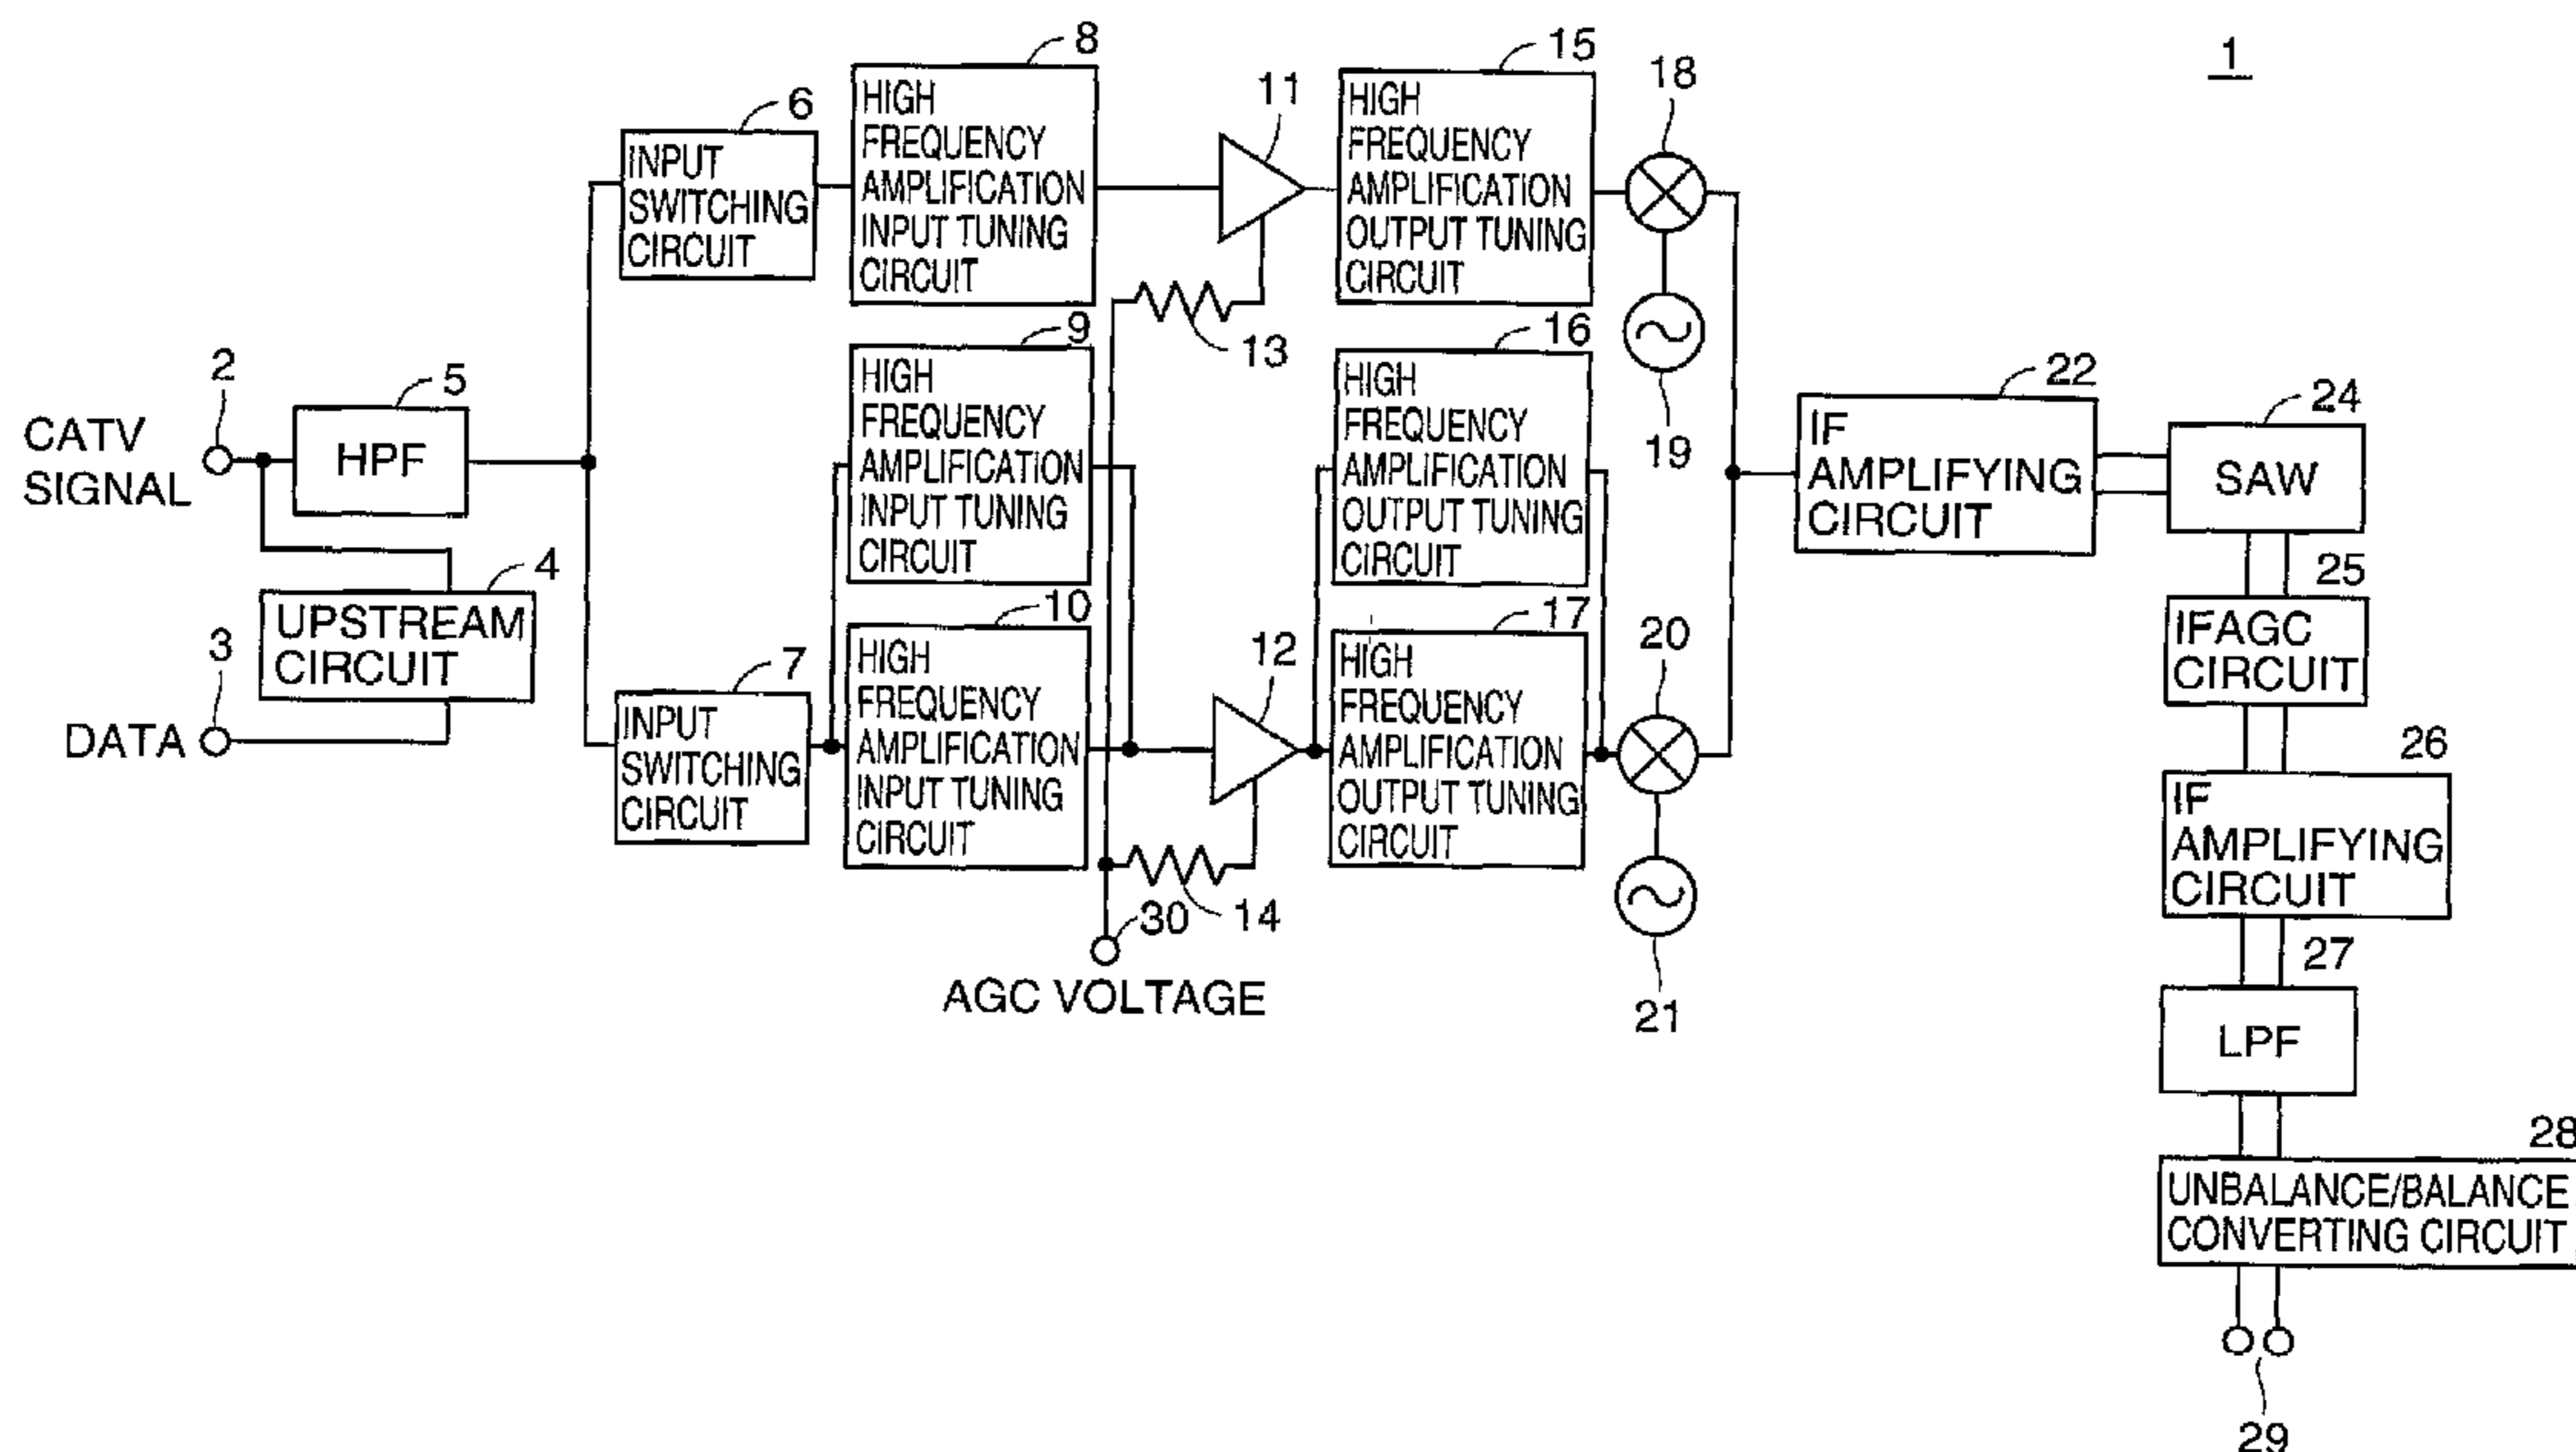 1
8
HIGH
FREQUENCY
AMPLIFICATION
INPUT TUNING
CIRCUIT
15
HIGH
FREQUENCY
AMPLIFICATION
OUTPUT TUNING
CIRCUIT
18
11
6
INPUT
SWITCHING
CIRCUIT
13
19
9
HIGH
FREQUENCY
AMPLIFICATION
INPUT TUNING
CIRCUIT
16
HIGH
FREQUENCY
AMPLIFICATION
OUTPUT TUNING
CIRCUIT
2
CATV
SIGNAL
5
HPF
22
IF
AMPLIFYING
CIRCUIT
24
SAW
4
UPSTREAM
CIRCUIT
3
DATA
7
INPUT
SWITCHING
CIRCUIT
10
HIGH
FREQUENCY
AMPLIFICATION
INPUT TUNING
CIRCUIT
12
17
HIGH
FREQUENCY
AMPLIFICATION
OUTPUT TUNING
CIRCUIT
20
25
IFAGC
CIRCUIT
14
30
AGC VOLTAGE
21
26
IF
AMPLIFYING
CIRCUIT
27
LPF
28
UNBALANCE/BALANCE
CONVERTING CIRCUIT
29